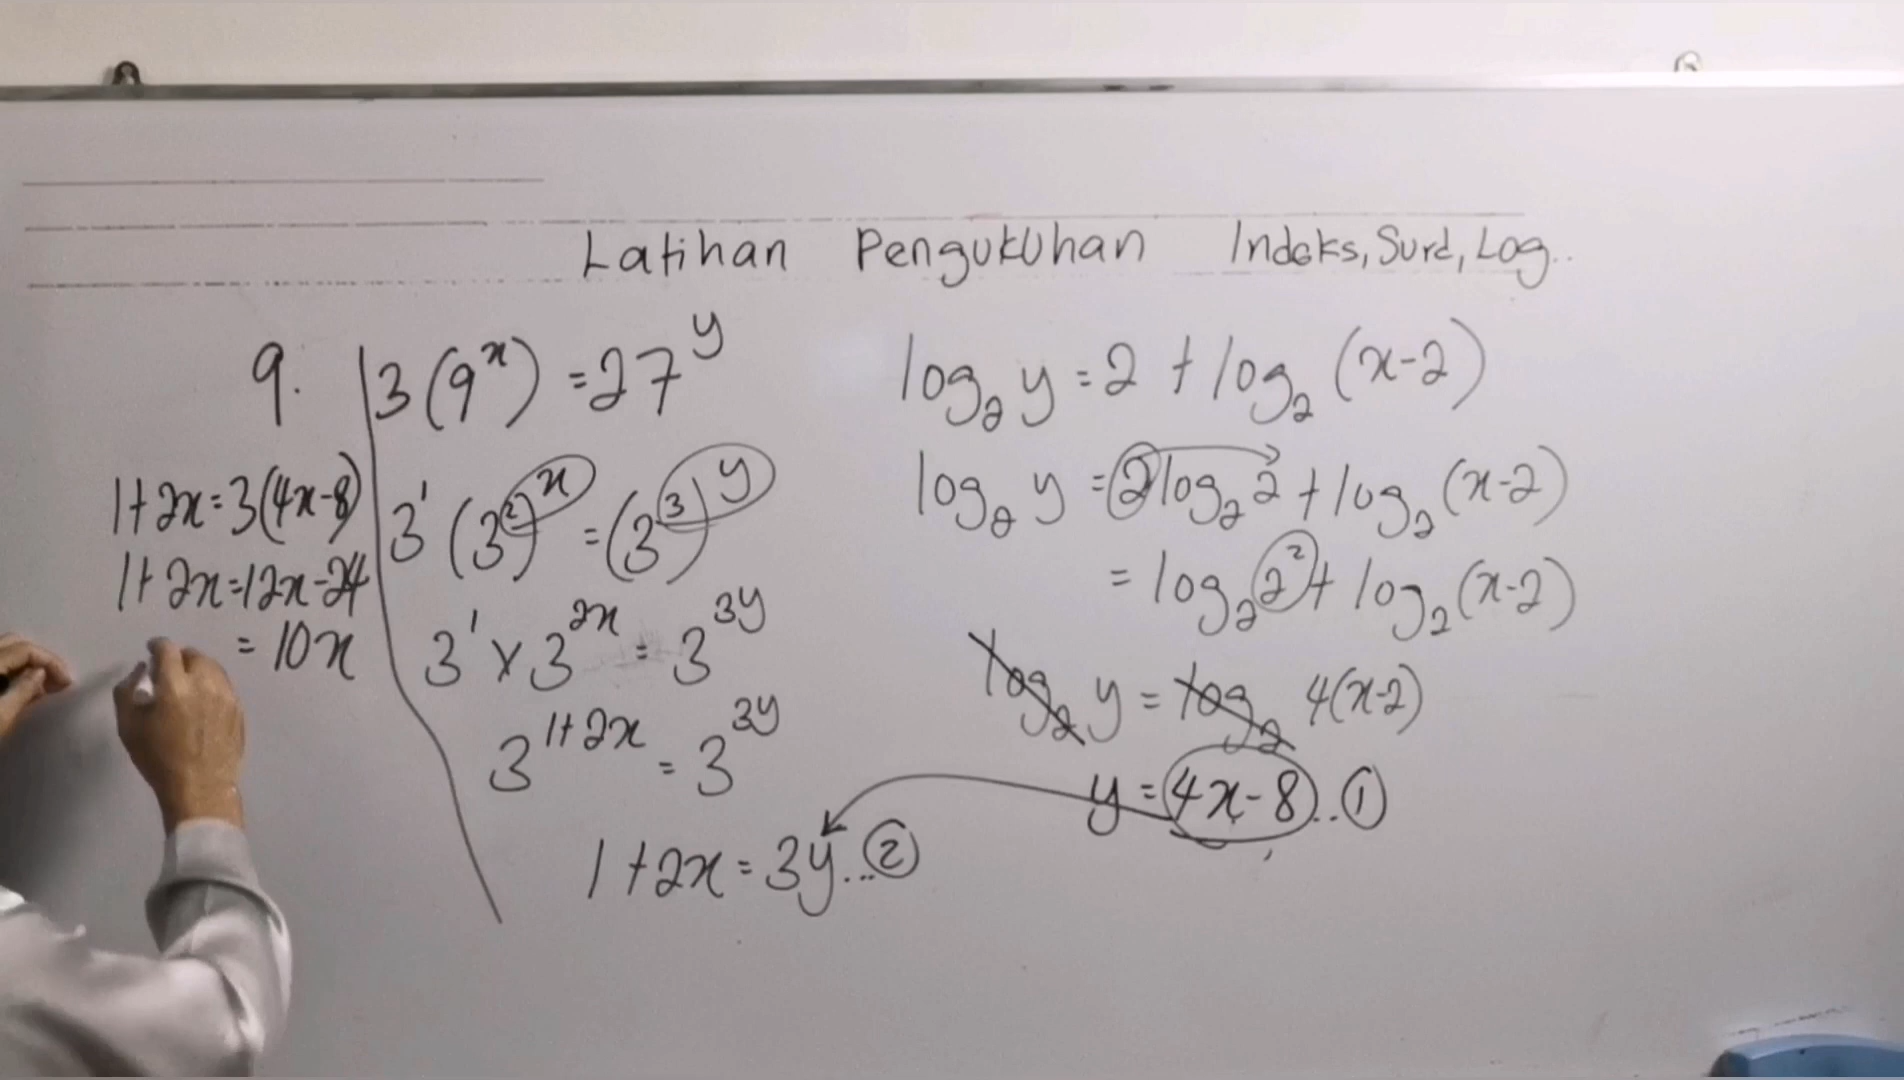 Latihan Pengukuhan Indeks, Surd, Log..
9. 3(9^x) = 27^y
3^1 (3^2)^x = (3^3)^y
3^1 × 3^2x = 3^3y
3^1+2x = 3^3y
1+2x = 3y...②
log₂ y = 2 + log₂ (x-2)
log₂ y = 2log₂ 2 + log₂ (x-2)
= log₂ 2² + log₂ (x-2)
log₂ y = log₂ 4(x-2)
y = 4x-8...①
1+2x=3(4x-8)
1+2x=12x-24
= 10x